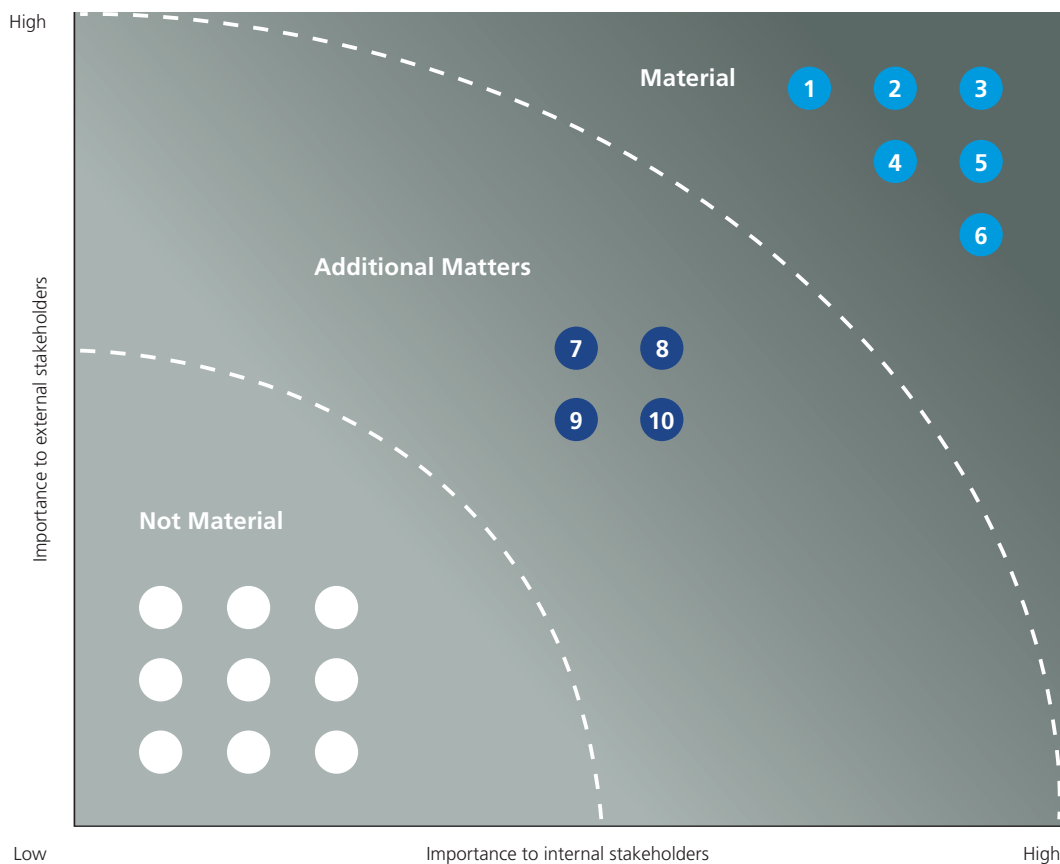 High
Material
1 2 3
4 5
6
Additional Matters
7 8
9 10
Importance to external stakeholders
Not Material
Low
Importance to internal stakeholders
High